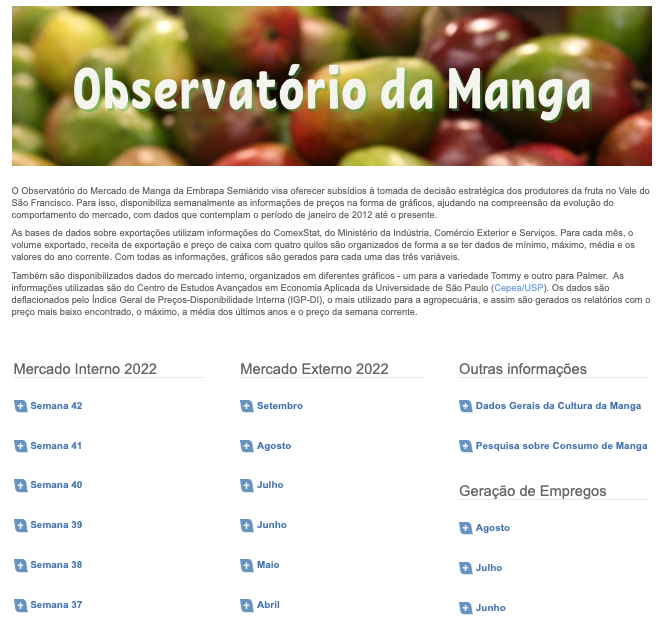 Observatório da Manga
O Observatório do Mercado de Manga da Embrapa Semiárido visa oferecer subsídios à tomada de decisão estratégica dos produtores da fruta no Vale do
São Francisco. Para isso, disponibiliza semanalmente as informações de preços na forma de gráficos, ajudando na compreensão da evolução do
comportamento do mercado, com dados que contemplam o período de janeiro de 2012 até o presente.
As bases de dados sobre exportações utilizam informações do ComexStat, do Ministério da Indústria, Comércio Exterior e Serviços. Para cada mês, o
volume exportado, receita de exportação e preço de caixa com quatro quilos são organizados de forma a se ter dados de mínimo, máximo, média e os
valores do ano corrente. Com todas as informações, gráficos são gerados para cada uma das três variáveis.
Também são disponibilizados dados do mercado interno, organizados em diferentes gráficos - um para a variedade Tommy e outro para Palmer. As
informações utilizadas são do Centro de Estudos Avançados em Economia Aplicada da Universidade de São Paulo (Cepea/USP). Os dados são
deflacionados pelo Índice Geral de Preços-Disponibilidade Interna (IGP-DI), o mais utilizado para a agropecuária, e assim são gerados os relatórios com o
preço mais baixo encontrado, o máximo, a média dos últimos anos e o preço da semana corrente.
Mercado Interno 2022
Semana 42
Semana 41
Semana 40
Semana 39
Semana 38
Semana 37
Mercado Externo 2022
Setembro
Agosto
Julho
Junho
Maio
Abril
Outras informações
Dados Gerais da Cultura da Manga
Pesquisa sobre Consumo de Manga
Geração de Empregos
Agosto
Julho
Junho